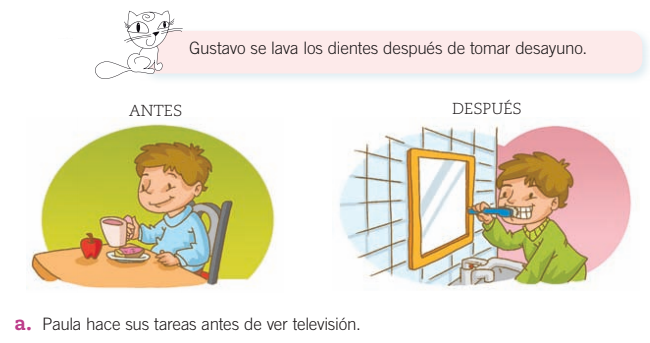 Gustavo se lava los dientes después de tomar desayuno.
ANTES
DESPUÉS
a. Paula hace sus tareas antes de ver televisión.